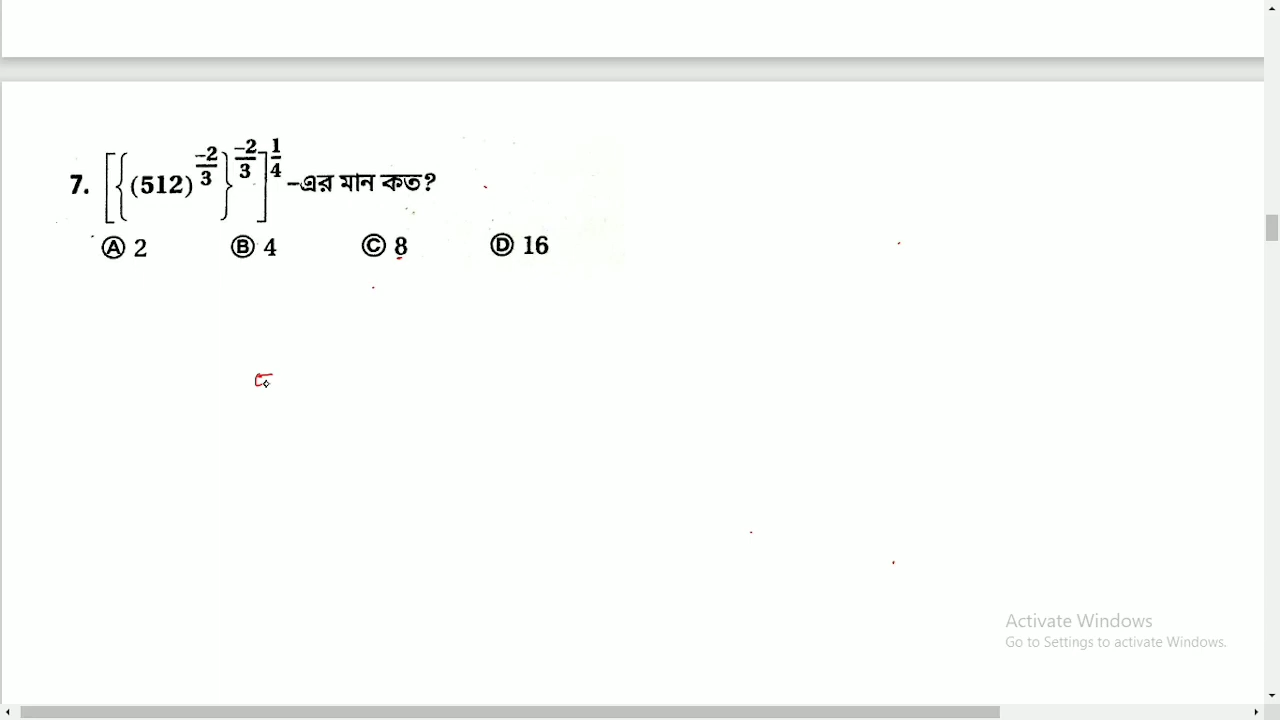 7. [{(512)^{-2/3}}^{-2/3}]^{1/4} –এর মান কত?
Ⓐ 2 Ⓑ 4 Ⓒ 8 Ⓓ 16
Activate Windows
Go to Settings to activate Windows.